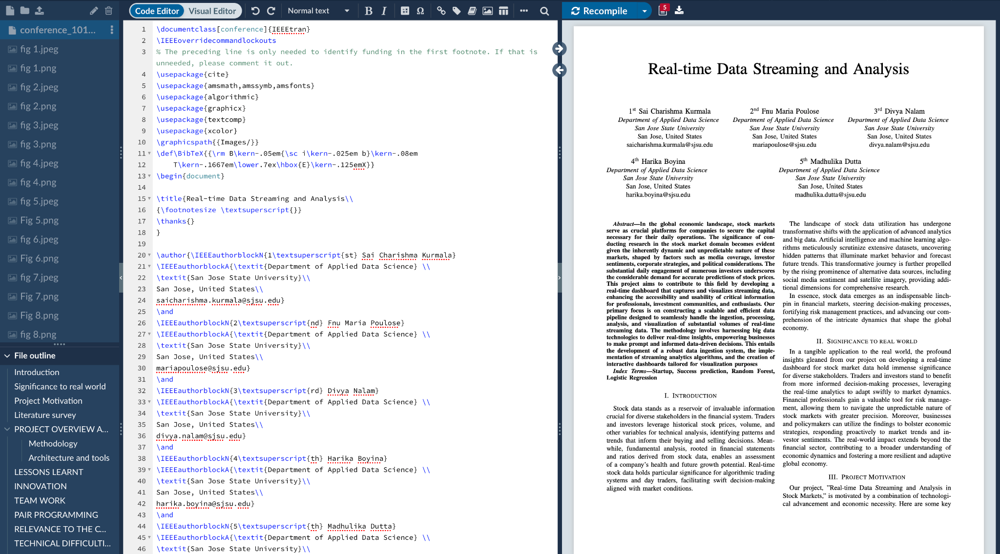 Code Editor Visual Editor
Normal text
B I Ω
Recompile
5
conference_101...
fig 1.jpeg
fig 1.png
fig 2.jpeg
fig 2.png
fig 3.jpeg
fig 3.png
fig 4.jpeg
fig 4.png
fig 5.jpeg
Fig 5.png
fig 6.jpeg
Fig 6.png
fig 7.jpeg
Fig 7.png
Fig 8.png
fig 8.png
File outline
Introduction
Significance to real world
Project Motivation
Literature survey
PROJECT OVERVIEW A...
Methodology
Architecture and tools
LESSONS LEARNT
INNOVATION
TEAM WORK
PAIR PROGRAMMING
RELEVANCE TO THE C...
TECHNICAL DIFFICULTI...
1 \documentclass[conference]{IEEEtran}
2 \IEEEoverridecommandlockouts
3 % The preceding line is only needed to identify funding in the first footnote. If that is
unneeded, please comment it out.
4 \usepackage{cite}
5 \usepackage{amsmath,amssymb,amsfonts}
6 \usepackage{algorithmic}
7 \usepackage{graphicx}
8 \usepackage{textcomp}
9 \usepackage{xcolor}
10 \graphicspath{{Images/}}
11 \def\BibTeX{{\rm B\kern-.05em{\sc i\kern-.025em b}\kern-.08em
12 T\kern-.1667em\lower.7ex\hbox{E}\kern-.125emX}}
13 \begin{document}
14
15 \title{Real-time Data Streaming and Analysis\\
16 {\footnotesize \textsuperscript{}}
17 \thanks{}
18 }
19
20 \author{\IEEEauthorblockN{1\textsuperscript{st} Sai Charishma Kurmala}
21 \IEEEauthorblockA{\textit{Department of Applied Data Science} \\
22 \textit{San Jose State University}\\
23 San Jose, United States\\
24 saicharishma.kurmala@sjsu.edu}
25 \and
26 \IEEEauthorblockN{2\textsuperscript{nd} Fnu Maria Poulose}
27 \IEEEauthorblockA{\textit{Department of Applied Data Science} \\
28 \textit{San Jose State University}\\
29 San Jose, United States\\
30 mariapoulose@sjsu.edu}
31 \and
32 \IEEEauthorblockN{3\textsuperscript{rd} Divya Nalam}
33 \IEEEauthorblockA{\textit{Department of Applied Data Science} \\
34 \textit{San Jose State University}\\
35 San Jose, United States\\
36 divya.nalam@sjsu.edu}
37 \and
38 \IEEEauthorblockN{4\textsuperscript{th} Harika Boyina}
39 \IEEEauthorblockA{\textit{Department of Applied Data Science} \\
40 \textit{San Jose State University}\\
41 San Jose, United States\\
42 harika.boyina@sjsu.edu}
43 \and
44 \IEEEauthorblockN{5\textsuperscript{th} Madhulika Dutta}
45 \IEEEauthorblockA{\textit{Department of Applied Data Science} \\
46 \textit{San Jose State University}\\
Real-time Data Streaming and Analysis
1st Sai Charishma Kurmala
Department of Applied Data Science
San Jose State University
San Jose, United States
saicharishma.kurmala@sjsu.edu
2nd Fnu Maria Poulose
Department of Applied Data Science
San Jose State University
San Jose, United States
mariapoulose@sjsu.edu
3rd Divya Nalam
Department of Applied Data Science
San Jose State University
San Jose, United States
divya.nalam@sjsu.edu
4th Harika Boyina
Department of Applied Data Science
San Jose State University
San Jose, United States
harika.boyina@sjsu.edu
5th Madhulika Dutta
Department of Applied Data Science
San Jose State University
San Jose, United States
madhulika.dutta@sjsu.edu
Abstract—In the global economic landscape, stock markets
serve as crucial platforms for companies to secure the capital
necessary for their daily operations. The significance of con-
ducting research in the stock market domain becomes evident
given the inherently dynamic and unpredictable nature of these
markets, shaped by factors such as media coverage, investor
sentiments, corporate strategies, and political considerations. The
substantial daily engagement of numerous investors underscores
the considerable demand for accurate predictions of stock prices.
This project aims to contribute to this field by developing a
real-time dashboard that captures and visualizes streaming data,
enhancing the accessibility and usability of critical information
for professionals, investment communities, and enthusiasts. Our
primary focus is on constructing a scalable and efficient data
pipeline designed to seamlessly handle the ingestion, processing,
analysis, and visualization of substantial volumes of real-time
streaming data. The methodology involves harnessing big data
technologies to deliver real-time insights, empowering businesses
to make prompt and informed data-driven decisions. This entails
the development of a robust data ingestion system, the imple-
mentation of streaming analytics algorithms, and the creation of
interactive dashboards tailored for visualization purposes
Index Terms—Startup, Success prediction, Random Forest,
Logistic Regression
I. INTRODUCTION
Stock data stands as a reservoir of invaluable information
crucial for diverse stakeholders in the financial system. Traders
and investors leverage historical stock prices, volume, and
other variables for technical analysis, identifying patterns and
trends that inform their buying and selling decisions. Mean-
while, fundamental analysis, rooted in financial statements
and ratios derived from stock data, enables an assessment
of a company's health and future growth potential. Real-time
stock data holds particular significance for algorithmic trading
systems and day traders, facilitating swift decision-making
aligned with market conditions.
The landscape of stock data utilization has undergone
transformative shifts with the application of advanced analytics
and big data. Artificial intelligence and machine learning algo-
rithms meticulously scrutinize extensive datasets, uncovering
hidden patterns that illuminate market behavior and forecast
future trends. This transformative journey is further propelled
by the rising prominence of alternative data sources, including
social media sentiment and satellite imagery, providing addi-
tional dimensions for comprehensive research.
In essence, stock data emerges as an indispensable linch-
pin in financial markets, steering decision-making processes,
fortifying risk management practices, and advancing our com-
prehension of the intricate dynamics that shape the global
economy.
II. SIGNIFICANCE TO REAL WORLD
In a tangible application to the real world, the profound
insights gleaned from our project on developing a real-time
dashboard for stock market data hold immense significance
for diverse stakeholders. Traders and investors stand to benefit
from more informed decision-making processes, leveraging
the real-time analytics to adapt swiftly to market dynamics.
Financial professionals gain a valuable tool for risk manage-
ment, allowing them to navigate the unpredictable nature of
stock markets with greater precision. Moreover, businesses
and policymakers can utilize the findings to bolster economic
strategies, responding proactively to market trends and in-
vestor sentiments. The real-world impact extends beyond the
financial sector, contributing to a broader understanding of
economic dynamics and fostering a more resilient and adaptive
global economy.
III. PROJECT MOTIVATION
Our project, "Real-time Data Streaming and Analysis in
Stock Markets," is motivated by a combination of technologi-
cal advancement and economic necessity. Here are some key